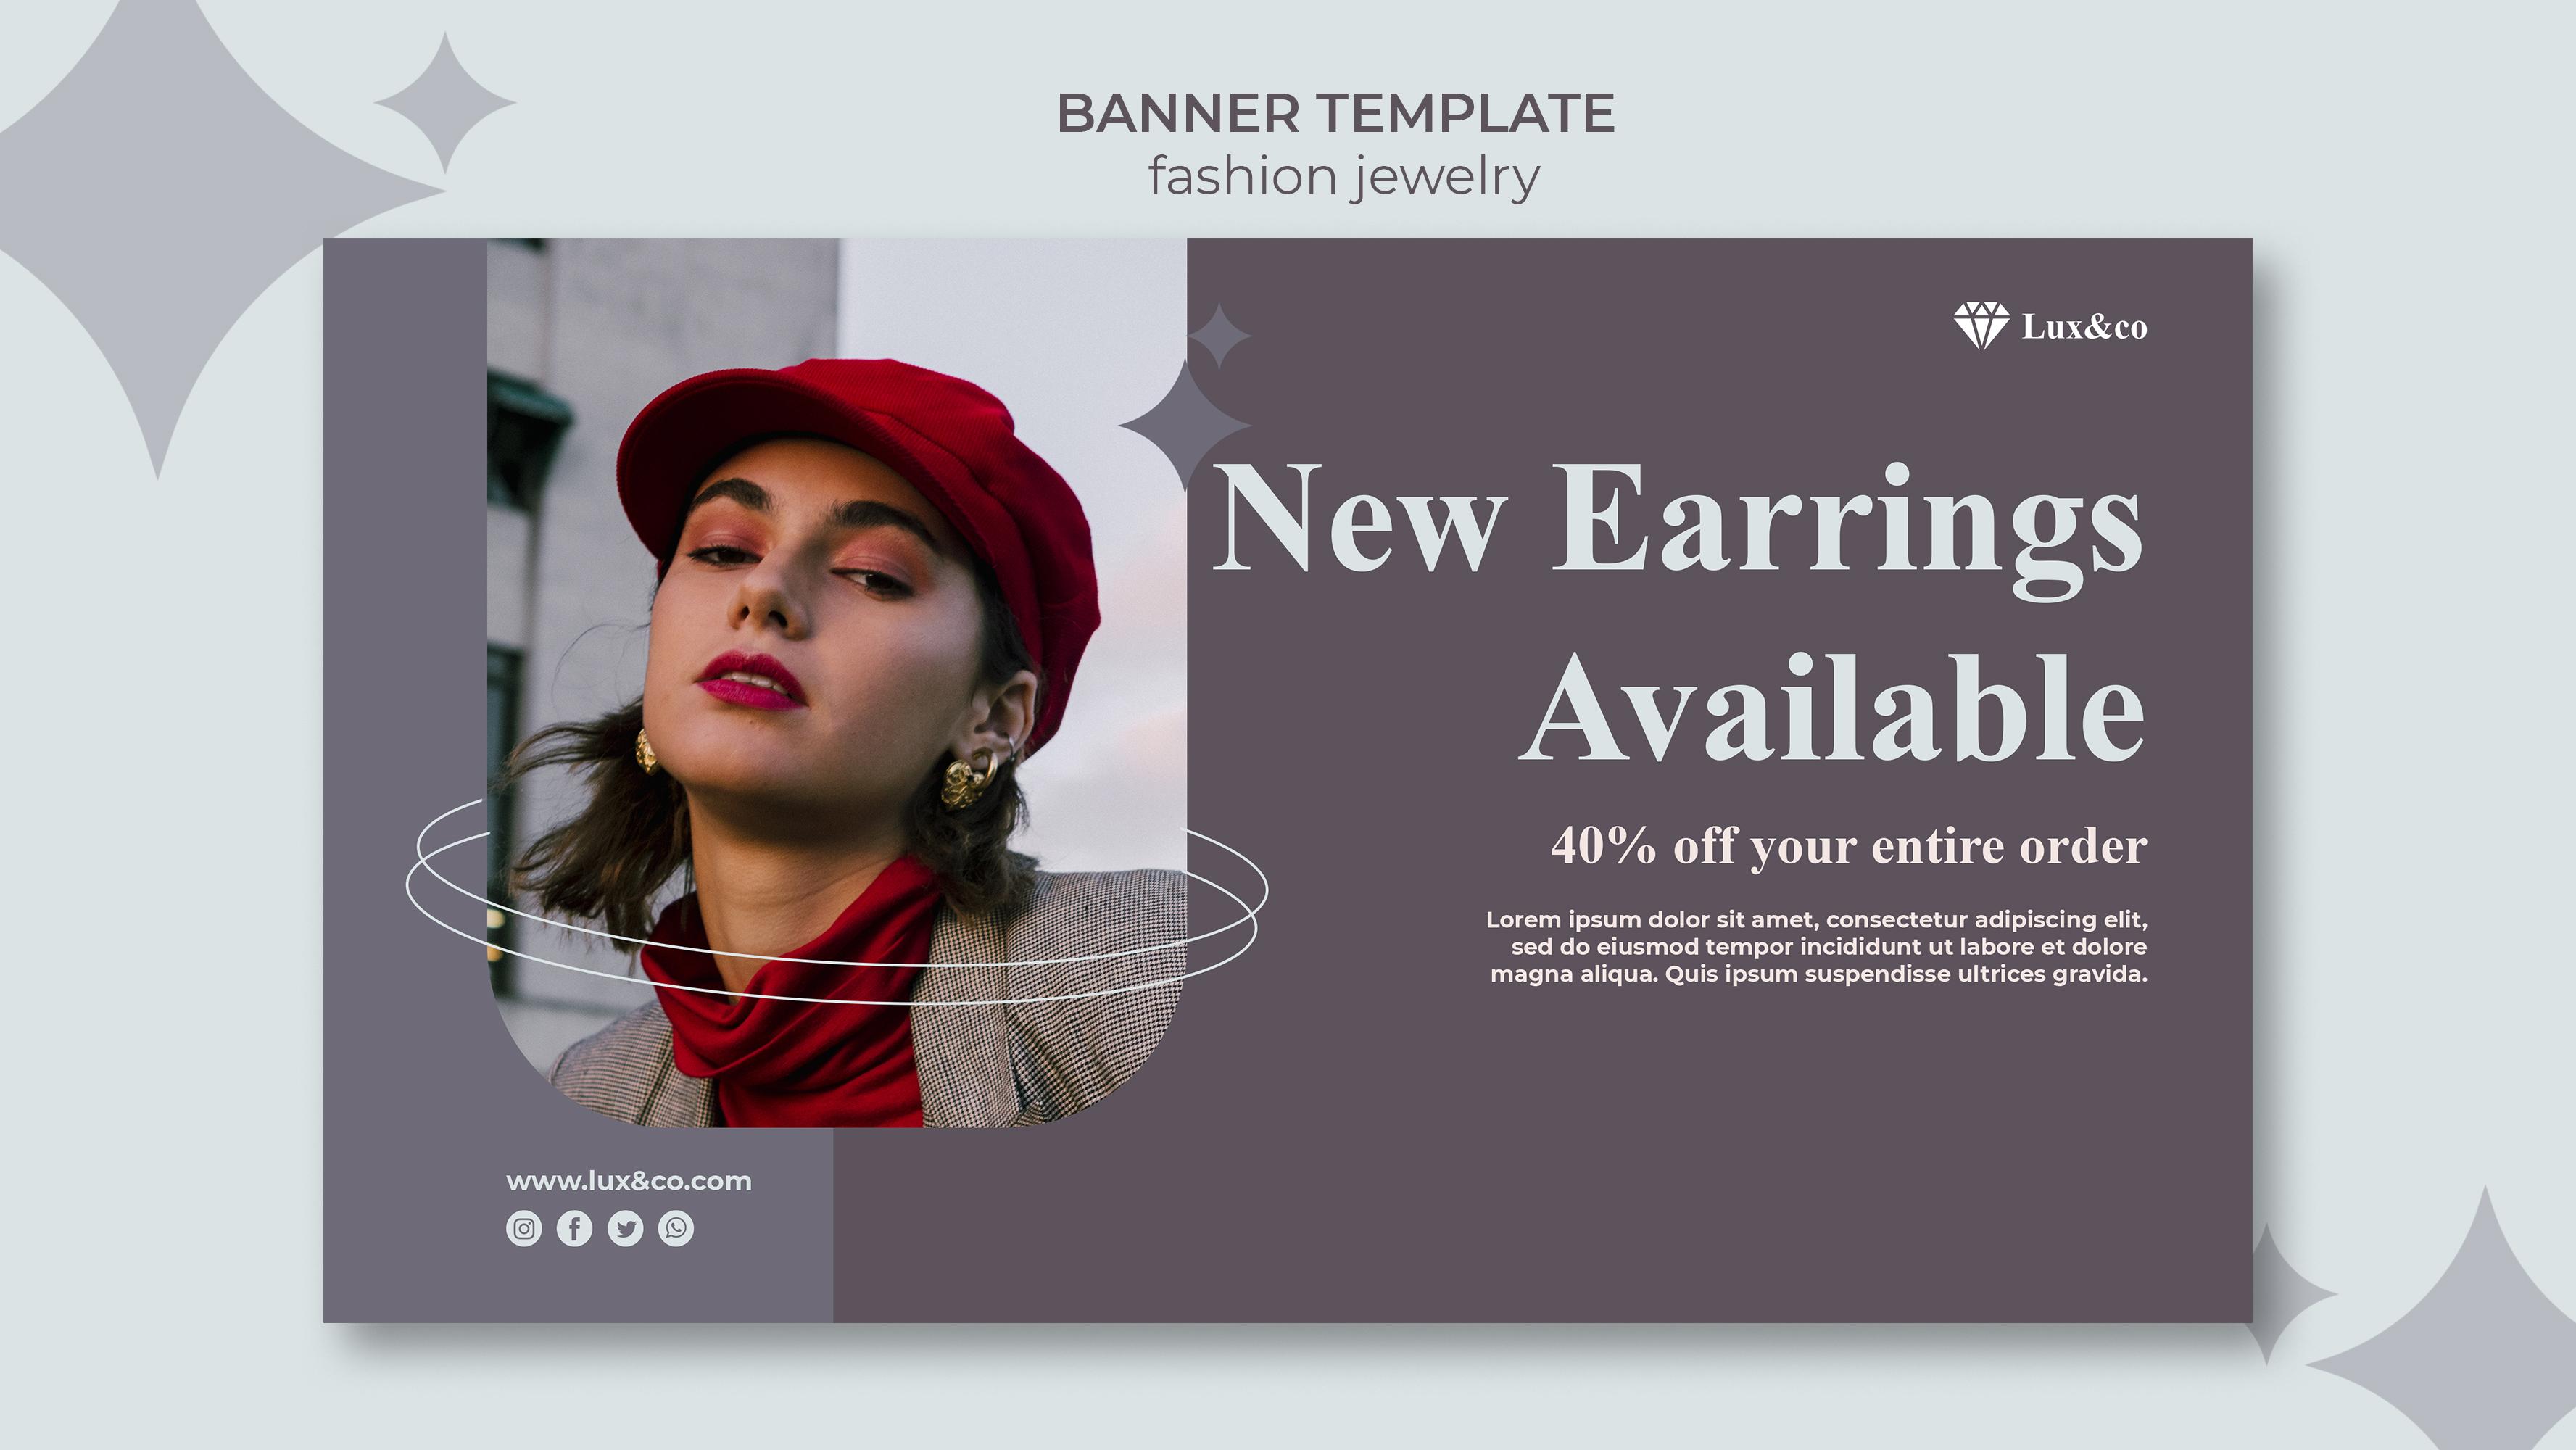 BANNER TEMPLATE
fashion jewelry
Lux&co
New Earrings
Available
40% off your entire order
Lorem ipsum dolor sit amet, consectetur adipiscing elit,
sed do eiusmod tempor incididunt ut labore et dolore
magna aliqua. Quis ipsum suspendisse ultrices gravida.
www.lux&co.com